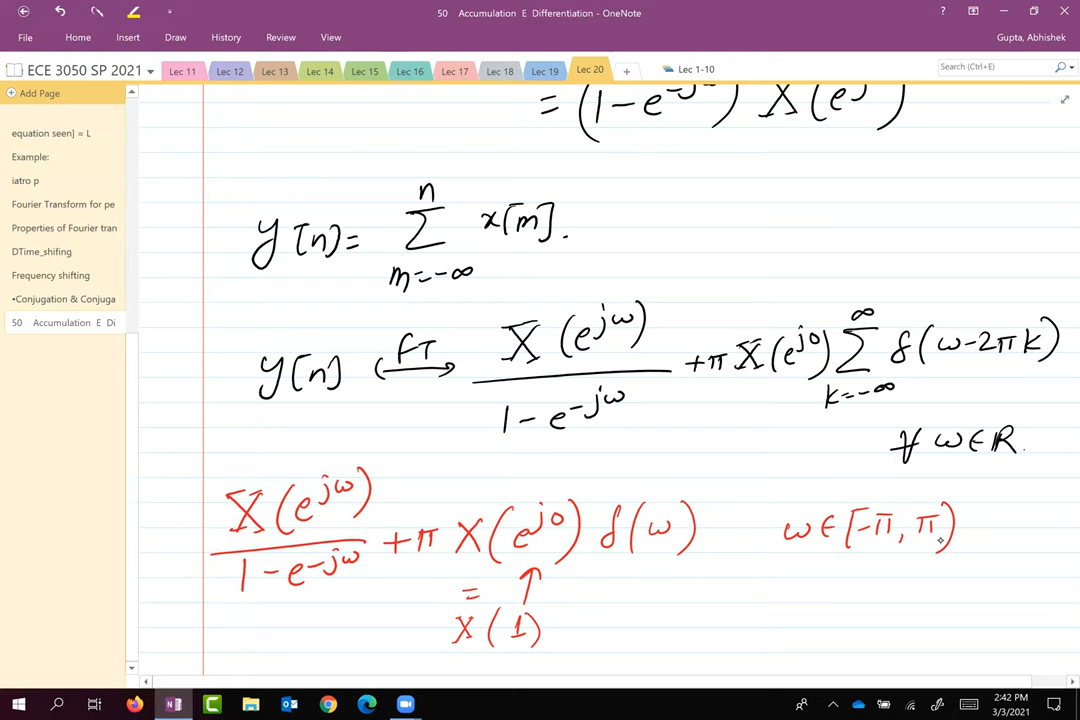 50 Accumulation E Differentiation - OneNote
File Home Insert Draw History Review View
Gupta, Abhishek
ECE 3050 SP 2021
Lec 11 Lec 12 Lec 13 Lec 14 Lec 15 Lec 16 Lec 17 Lec 18 Lec 19 Lec 20 + Lec 1-10
Search (Ctrl+E)
Add Page
equation seen] = L
Example:
iatro p
Fourier Transform for pe
Properties of Fourier tran
DTime_shifing
Frequency shifting
•Conjugation & Conjuga
50 Accumulation E Di
= (1 - e^{-jω}) X(e^{j})
y[n] = ∑_{m=-∞}^{n} x[m].
y[n] ⟷^{FT} X(e^{jω}) / (1 - e^{-jω}) + π X(e^{j0}) ∑_{k=-∞}^{∞} δ(ω - 2πk)
∀ ω ∈ ℝ.
X(e^{jω}) / (1 - e^{-jω}) + π X(e^{j0}) δ(ω) ω ∈ [-π, π)
= ↑
X(1)
2:42 PM
3/3/2021